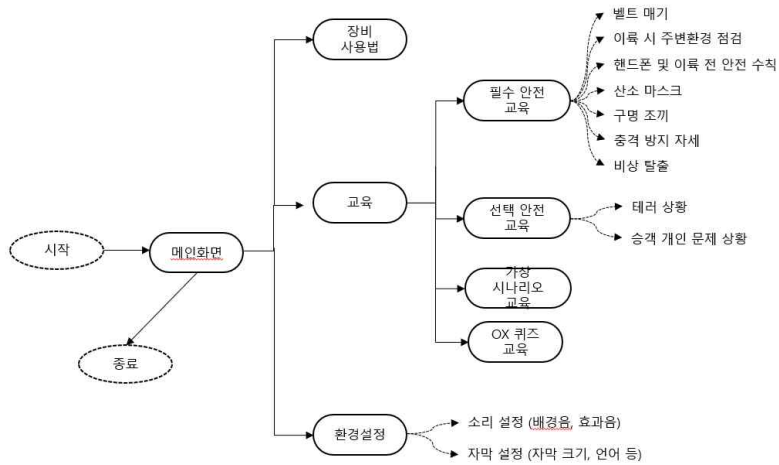 시작
메인화면
종료
장비
사용법
교육
환경설정
필수 안전
교육
벨트 매기
이륙 시 주변환경 점검
핸드폰 및 이륙 전 안전 수칙
산소 마스크
구명 조끼
충격 방지 자세
비상 탈출
선택 안전
교육
테러 상황
승객 개인 문제 상황
가상
시나리오
교육
OX 퀴즈
교육
소리 설정 (배경음, 효과음)
자막 설정 (자막 크기, 언어 등)